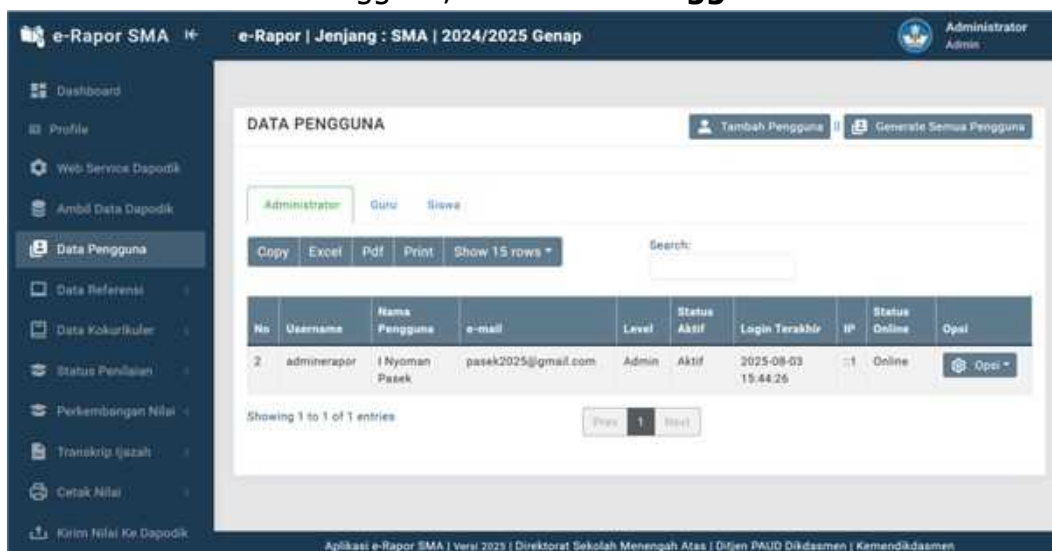 e-Rapor SMA
e-Rapor | Jenjang : SMA | 2024/2025 Genap
Administrator
Admin
Dashboard
Profile
Web Service Dapodik
Ambil Data Dapodik
Data Pengguna
Data Referensi
Data Kokurikuler
Status Penilaian
Perkembangan Nilai
Transkrip Ijazah
Cetak Nilai
Kirim Nilai Ke Dapodik
DATA PENGGUNA
Tambah Pengguna
Generate Semua Pengguna
Administrator Guru Siswa
Copy Excel Pdf Print Show 15 rows
Search:
No Username Nama Pengguna e-mail Level Status Aktif Login Terakhir IP Status Online Opsi
2 adminerapor I Nyoman Pasek pasek2025@gmail.com Admin Aktif 2025-08-03 15:44:26 ::1 Online Opsi
Showing 1 to 1 of 1 entries
Prev 1 Next
Aplikasi e-Rapor SMA | Versi 2025 | Direktorat Sekolah Menengah Atas | Ditjen PAUD Dikdasmen | Kemendikdasmen